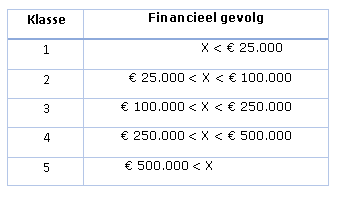 Klasse Financieel gevolg
1 X < € 25.000
2 € 25.000 < X < € 100.000
3 € 100.000 < X < € 250.000
4 € 250.000 < X < € 500.000
5 € 500.000 < X